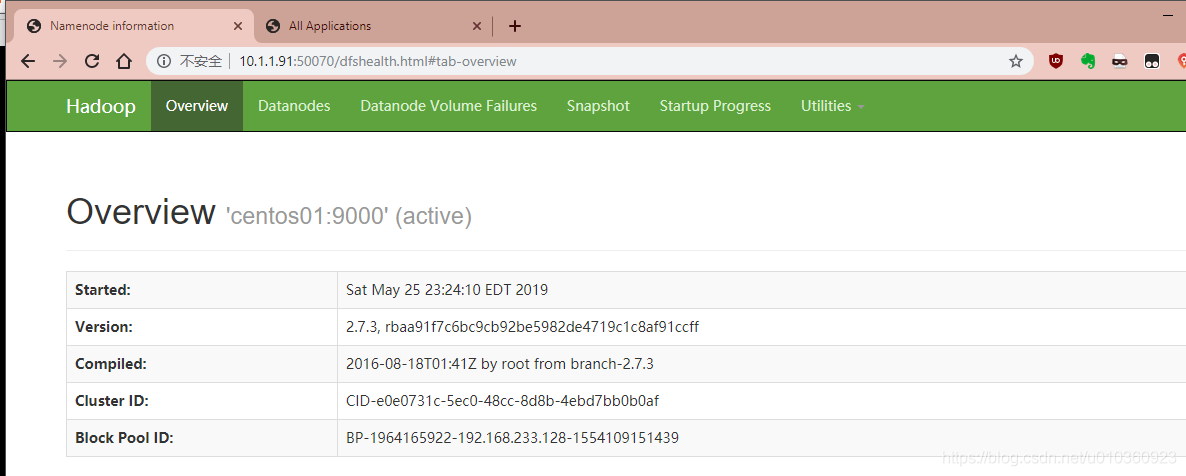 Namenode information
All Applications
不安全 10.1.1.91:50070/dfshealth.html#tab-overview
Hadoop Overview Datanodes Datanode Volume Failures Snapshot Startup Progress Utilities
Overview 'centos01:9000' (active)
Started: Sat May 25 23:24:10 EDT 2019
Version: 2.7.3, rbaa91f7c6bc9cb92be5982de4719c1c8af91ccff
Compiled: 2016-08-18T01:41Z by root from branch-2.7.3
Cluster ID: CID-e0e0731c-5ec0-48cc-8d8b-4ebd7bb0b0af
Block Pool ID: BP-1964165922-192.168.233.128-1554109151439
https://blog.csdn.net/u010360923